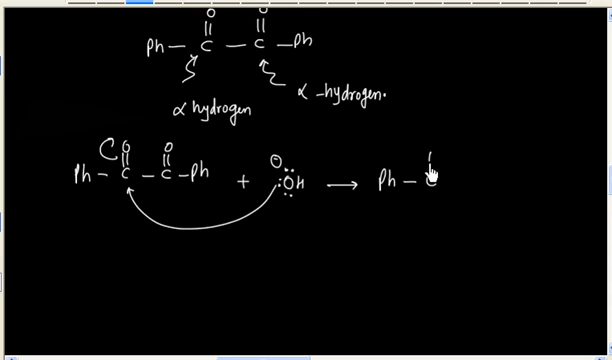 O O
Ph — C — C — Ph
α hydrogen
α -hydrogen.
O O
Ph — C — C — Ph + ⊖ :OH → Ph — C